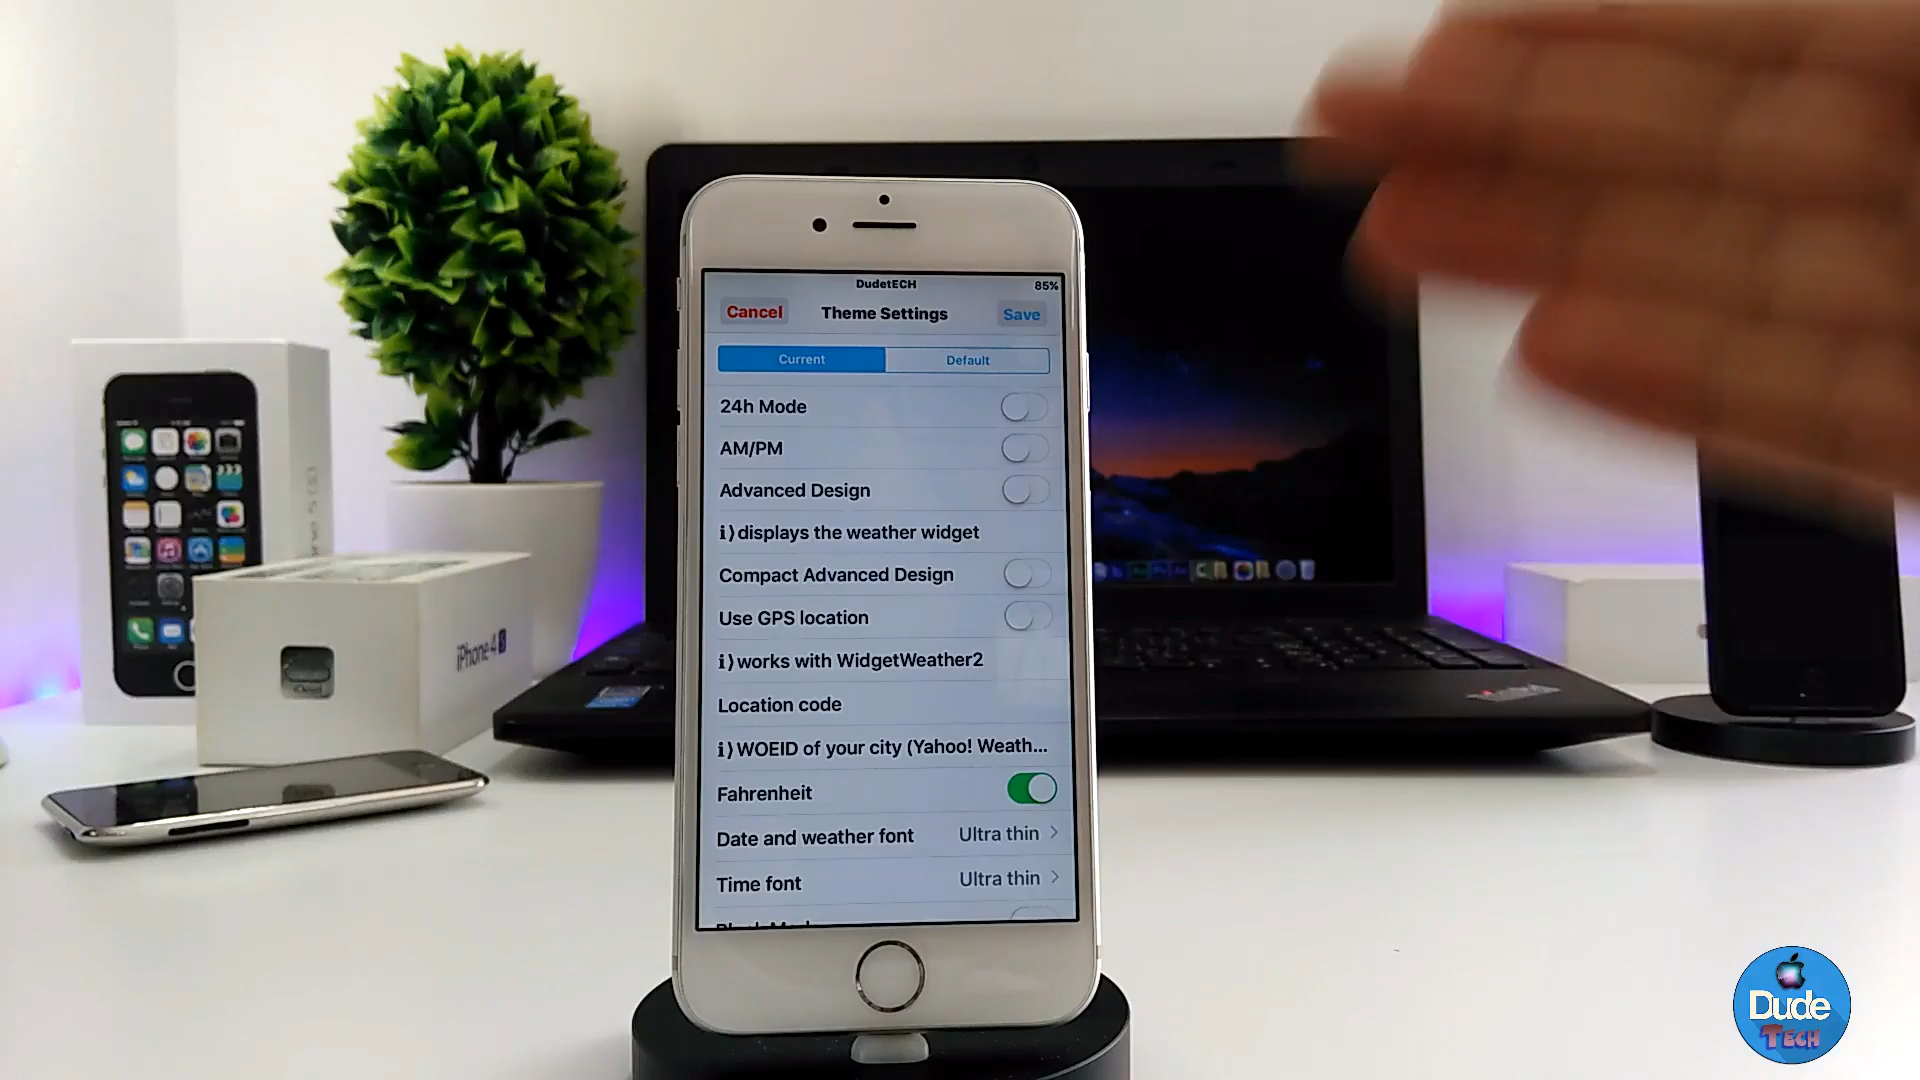 DudetECH
85%
Cancel
Theme Settings
Save
Current
Default
24h Mode
AM/PM
Advanced Design
i) displays the weather widget
Compact Advanced Design
Use GPS location
i) works with WidgetWeather2
Location code
i) WOEID of your city (Yahoo! Weath...
Fahrenheit
Date and weather font
Ultra thin
Time font
Ultra thin
iPhone 4S
Dude
TECH